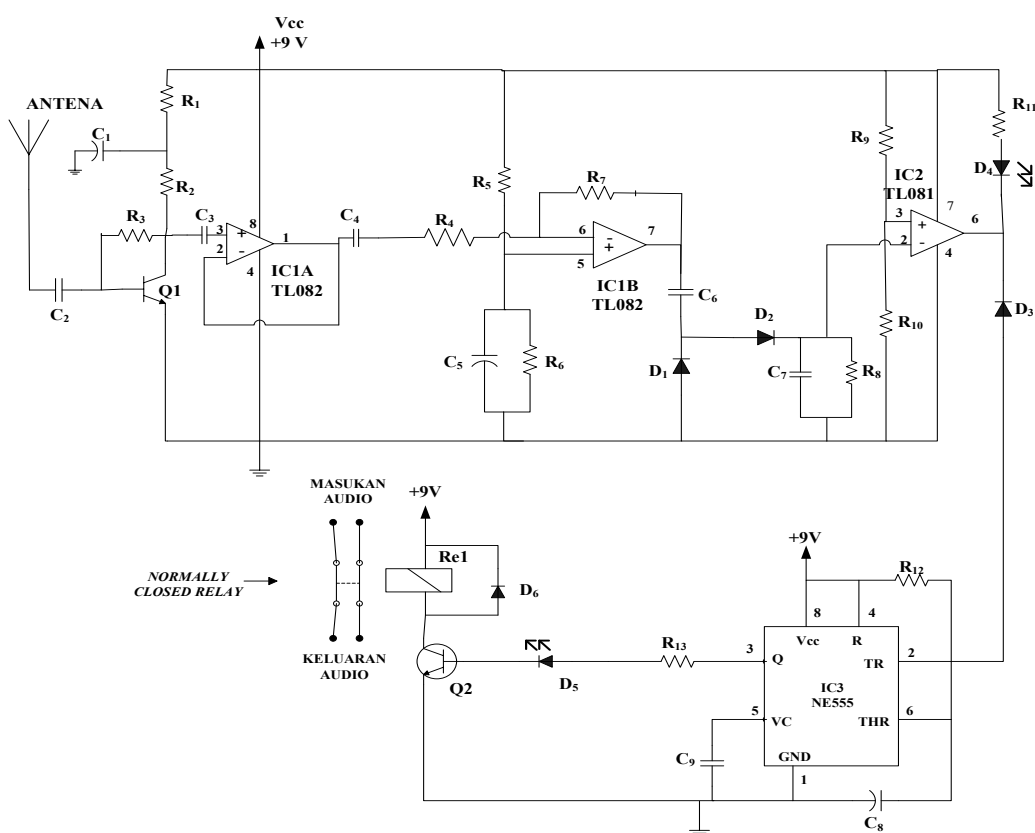 Vcc
+9 V
ANTENA
R1
C1
R2
R3
C3
3
+
8
2
-
4
1
IC1A
TL082
C2
Q1
C4
R4
R5
R7
6
-
+
5
7
IC1B
TL082
C6
C5
R6
D1
D2
C7
R8
R9
R10
IC2
TL081
3
+
2
-
7
6
4
R11
D4
D3
MASUKAN
AUDIO
+9V
Re1
D6
NORMALLY
CLOSED RELAY
KELUARAN
AUDIO
Q2
D5
R13
+9V
R12
8
4
Vcc
R
3
Q
TR
2
IC3
NE555
5
VC
THR
6
GND
1
C9
C8